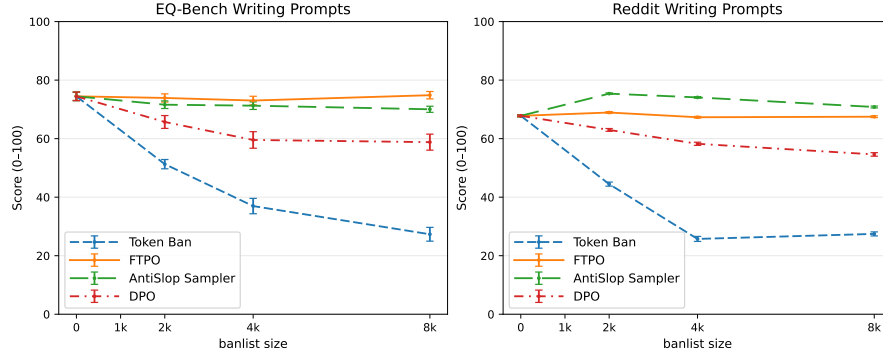 EQ-Bench Writing Prompts
100
80
60
40
20
0
Score (0–100)
Token Ban
FTPO
AntiSlop Sampler
DPO
0 1k 2k 4k 8k
banlist size
Reddit Writing Prompts
100
80
60
40
20
0
Score (0–100)
Token Ban
FTPO
AntiSlop Sampler
DPO
0 1k 2k 4k 8k
banlist size